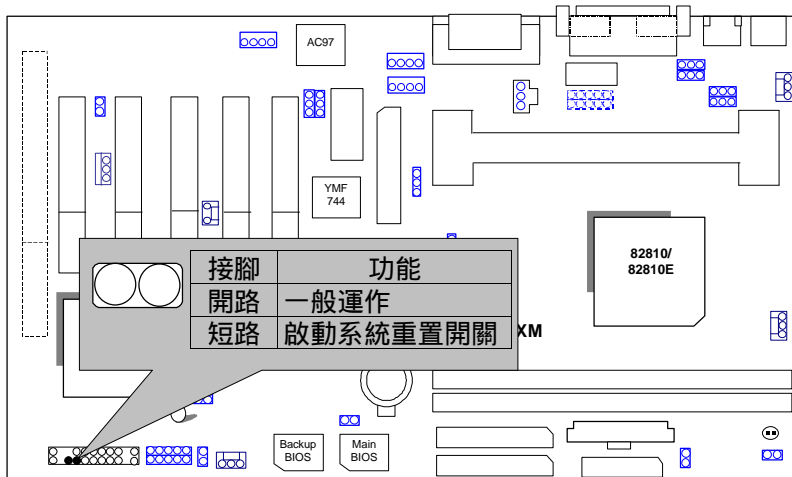 AC97
YMF
744
82810/
82810E
接腳 功能
開路 一般運作
短路 啟動系統重置開關
XM
Backup
BIOS
Main
BIOS